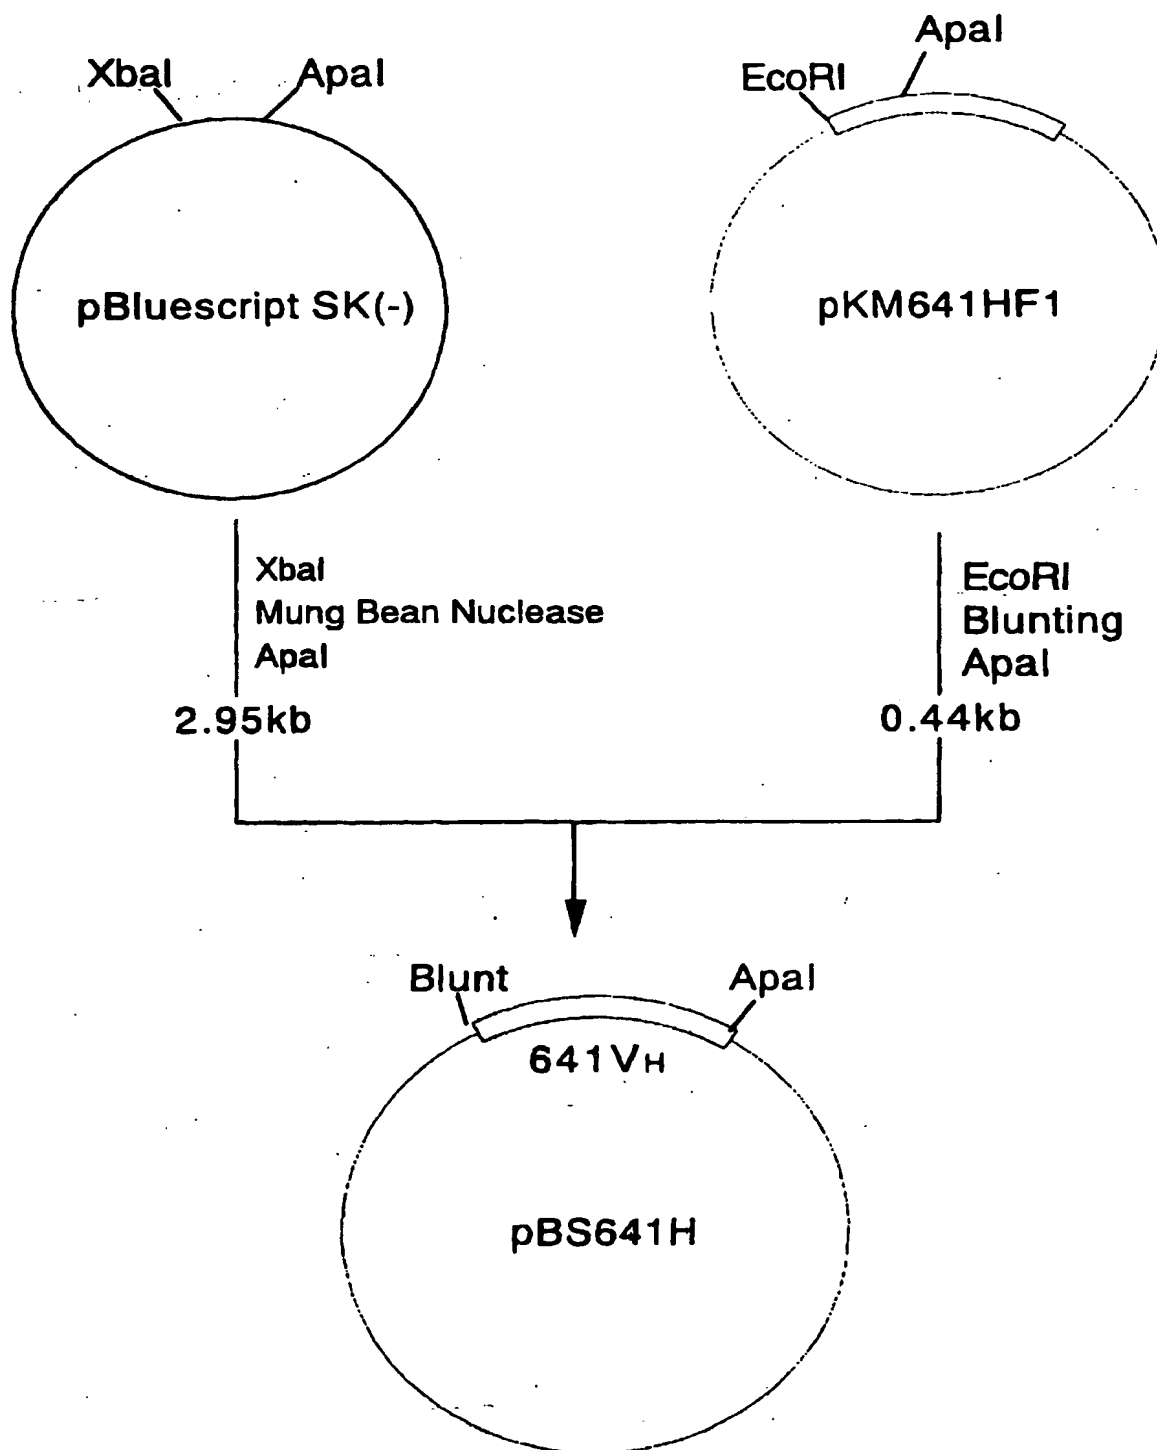 XbaI
ApaI
pBluescript SK(-)
EcoRI
ApaI
pKM641HF1
XbaI
Mung Bean Nuclease
ApaI
2.95kb
EcoRI
Blunting
ApaI
0.44kb
Blunt
ApaI
641VH
pBS641H